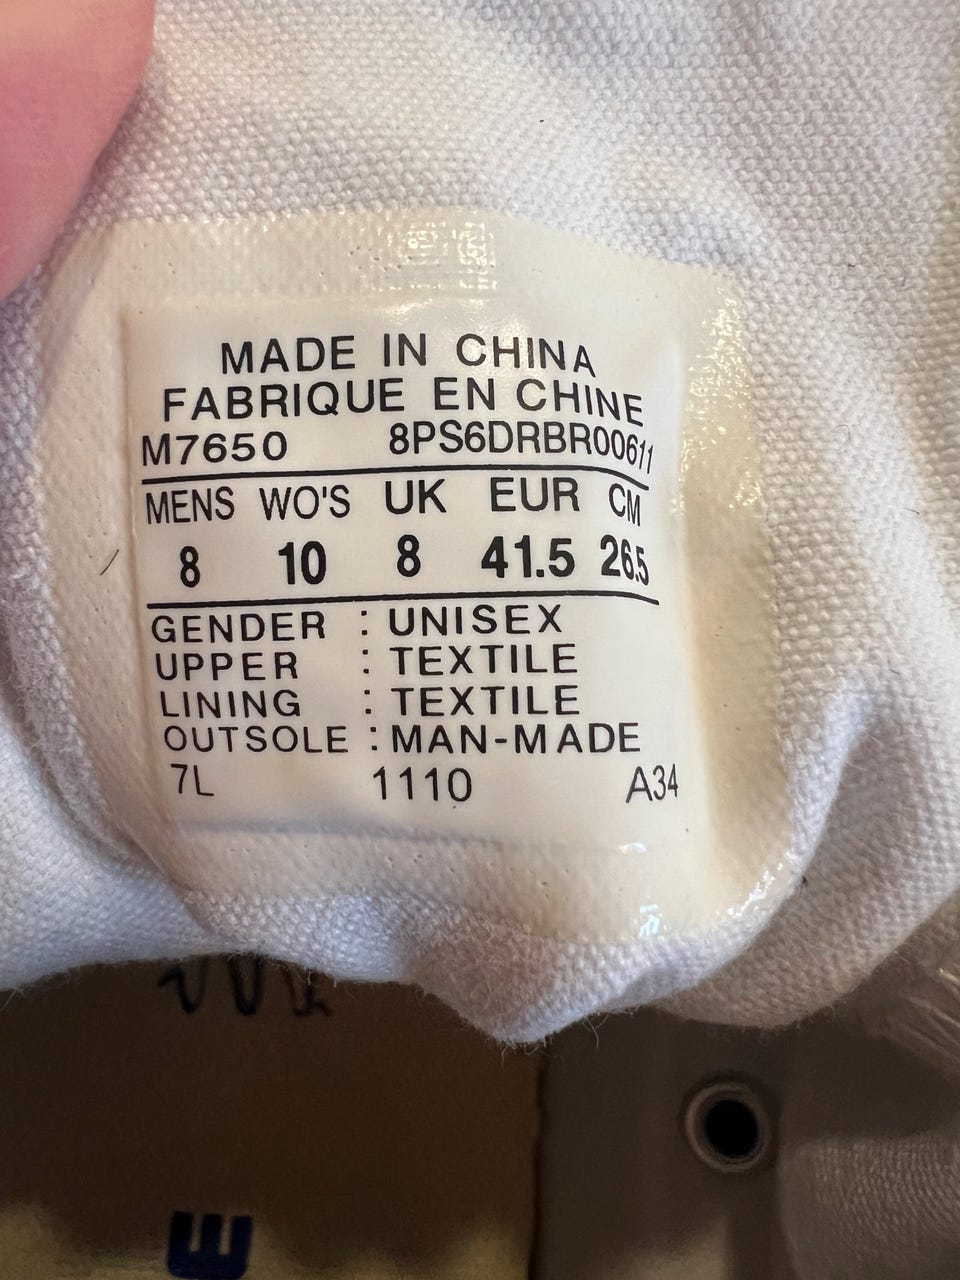 MADE IN CHINA
FABRIQUE EN CHINE
M7650 8PS6DRBR00611
MENS WO'S UK EUR CM
8 10 8 41.5 26.5
GENDER : UNISEX
UPPER : TEXTILE
LINING : TEXTILE
OUTSOLE : MAN-MADE
7L 1110 A34
E